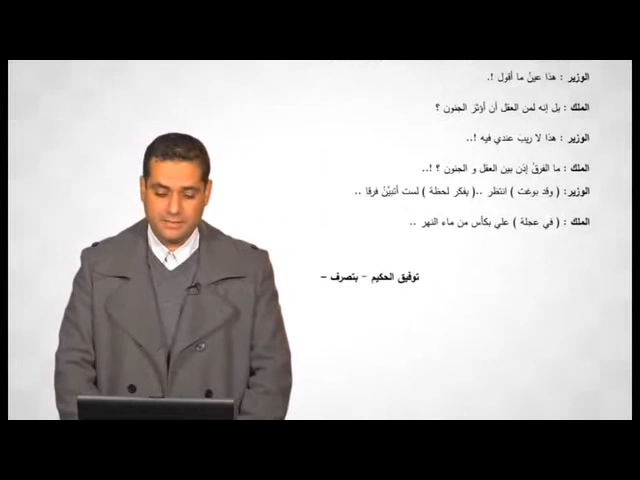 الوزير : هذا عينُ ما أقول !.
الملك : بل إنه لمن العقل أن أوْثرَ الجنون ؟
الوزير : هذا لا ريبَ عندي فيه !..
الملك : ما الفرقُ إذن بين العقل و الجنون ؟ !..
الوزير: ( وقد بوغت ) انتظر ..( يفكر لحظة ) لست أتبيَّنُ فرقا ..
الملك : ( في عجلة ) علي بكأس من ماء النهر ..
توفيق الحكيم – بتصرف –